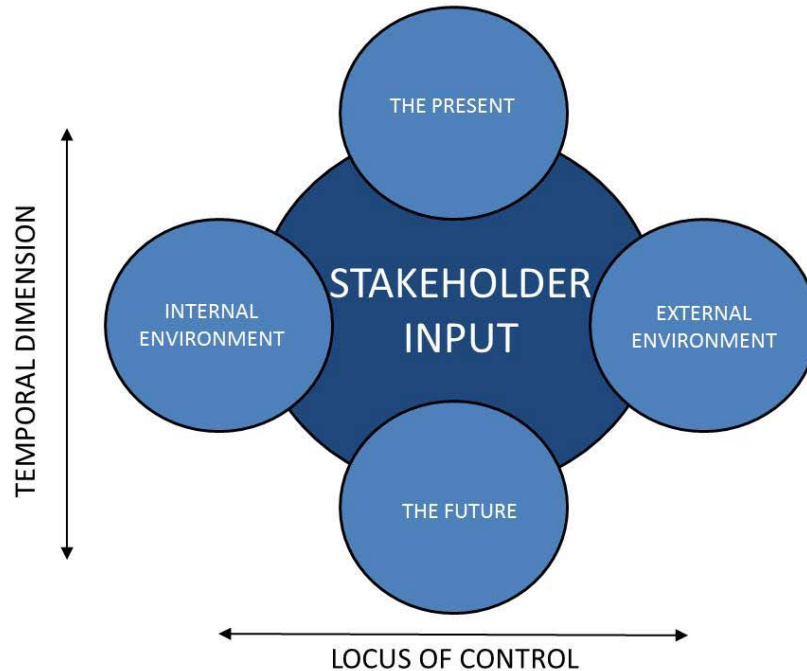 THE PRESENT
TEMPORAL DIMENSION
INTERNAL
ENVIRONMENT
STAKEHOLDER
INPUT
EXTERNAL
ENVIRONMENT
THE FUTURE
LOCUS OF CONTROL